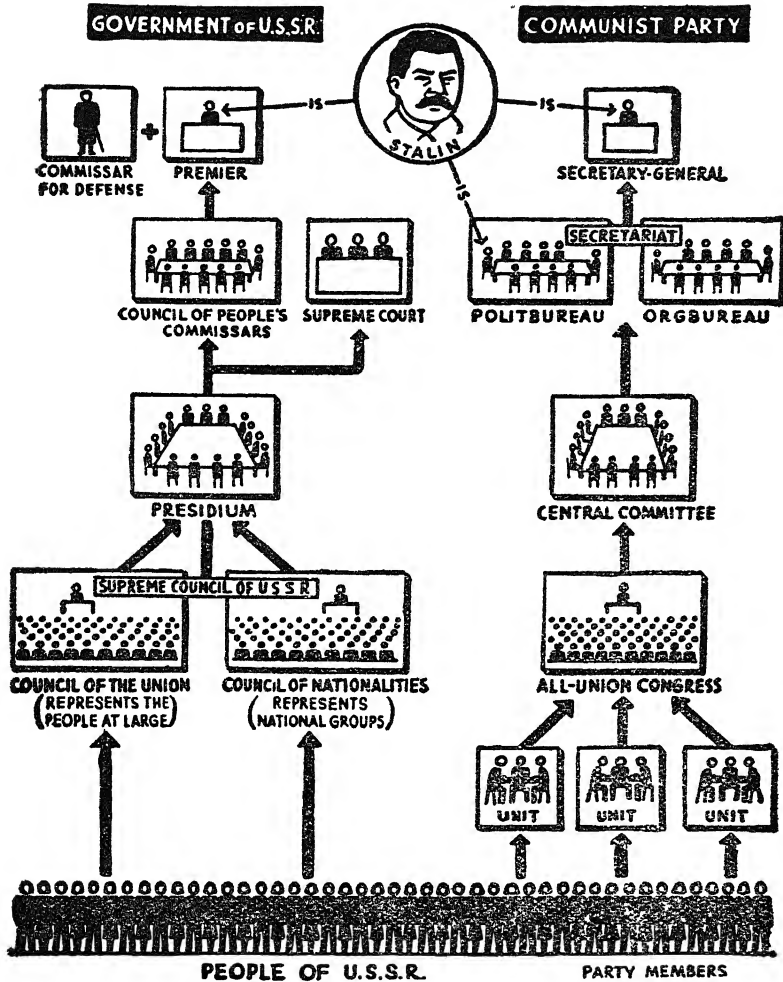 GOVERNMENT OF U.S.S.R.
COMMUNIST PARTY
STALIN
IS
IS
IS
COMMISSAR
FOR DEFENSE
+
PREMIER
SECRETARY-GENERAL
COUNCIL OF PEOPLE'S
COMMISSARS
SUPREME COURT
SECRETARIAT
POLITBUREAU
ORGBUREAU
PRESIDIUM
CENTRAL COMMITTEE
SUPREME COUNCIL OF U S S R
COUNCIL OF THE UNION
(REPRESENTS THE
PEOPLE AT LARGE)
COUNCIL OF NATIONALITIES
(REPRESENTS
NATIONAL GROUPS)
ALL-UNION CONGRESS
UNIT
UNIT
UNIT
PEOPLE OF U.S.S.R.
PARTY MEMBERS